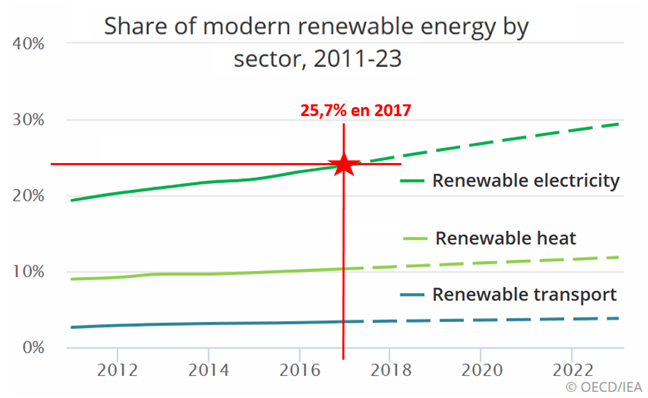 Share of modern renewable energy by
sector, 2011-23
40%
25,7% en 2017
30%
20%
Renewable electricity
Renewable heat
10%
Renewable transport
0%
2012 2014 2016 2018 2020 2022
© OECD/IEA